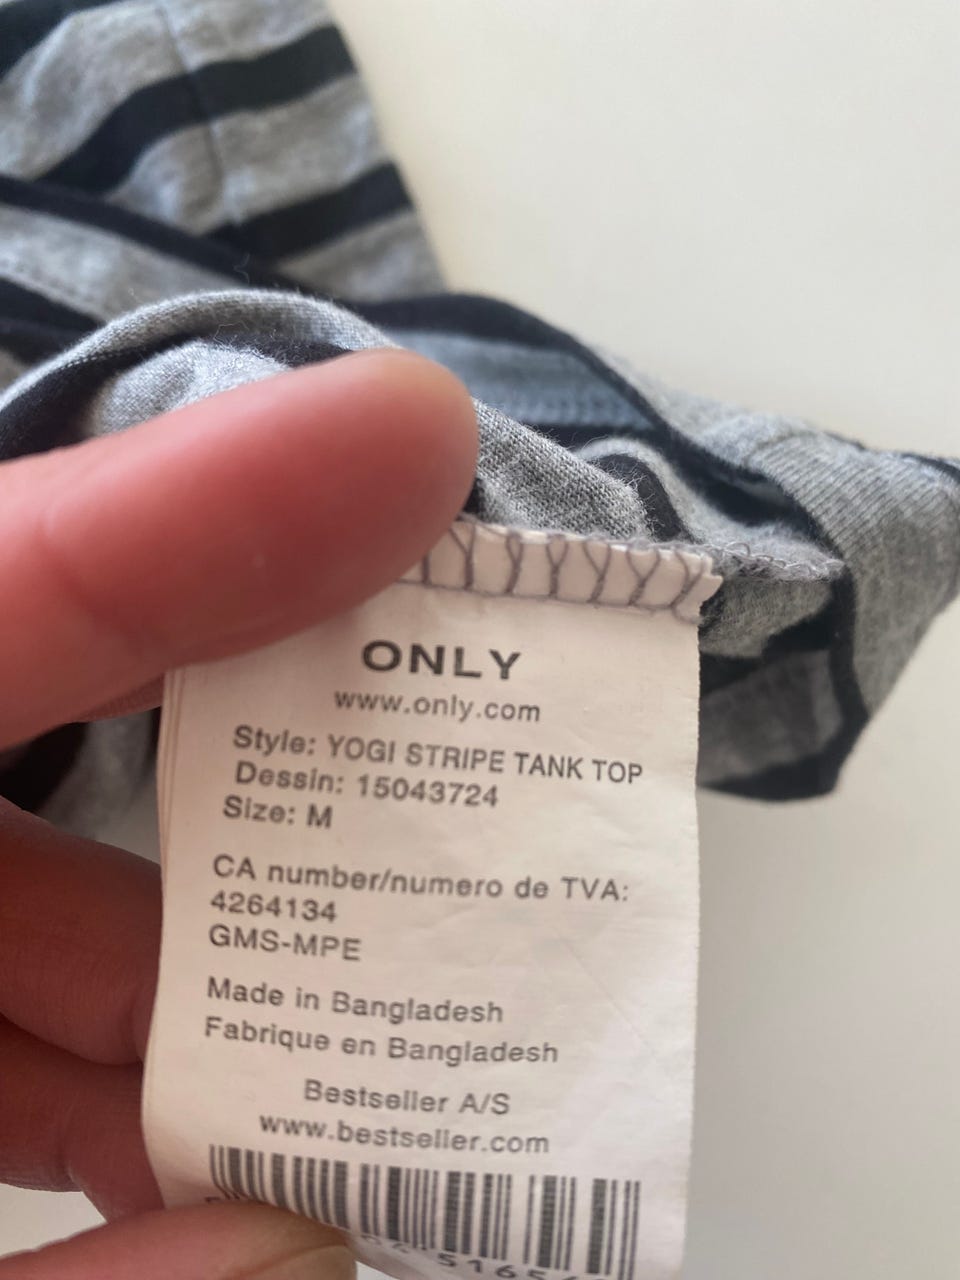 ONLY
www.only.com
Style: YOGI STRIPE TANK TOP
Dessin: 15043724
Size: M
CA number/numero de TVA:
4264134
GMS-MPE
Made in Bangladesh
Fabrique en Bangladesh
Bestseller A/S
www.bestseller.com